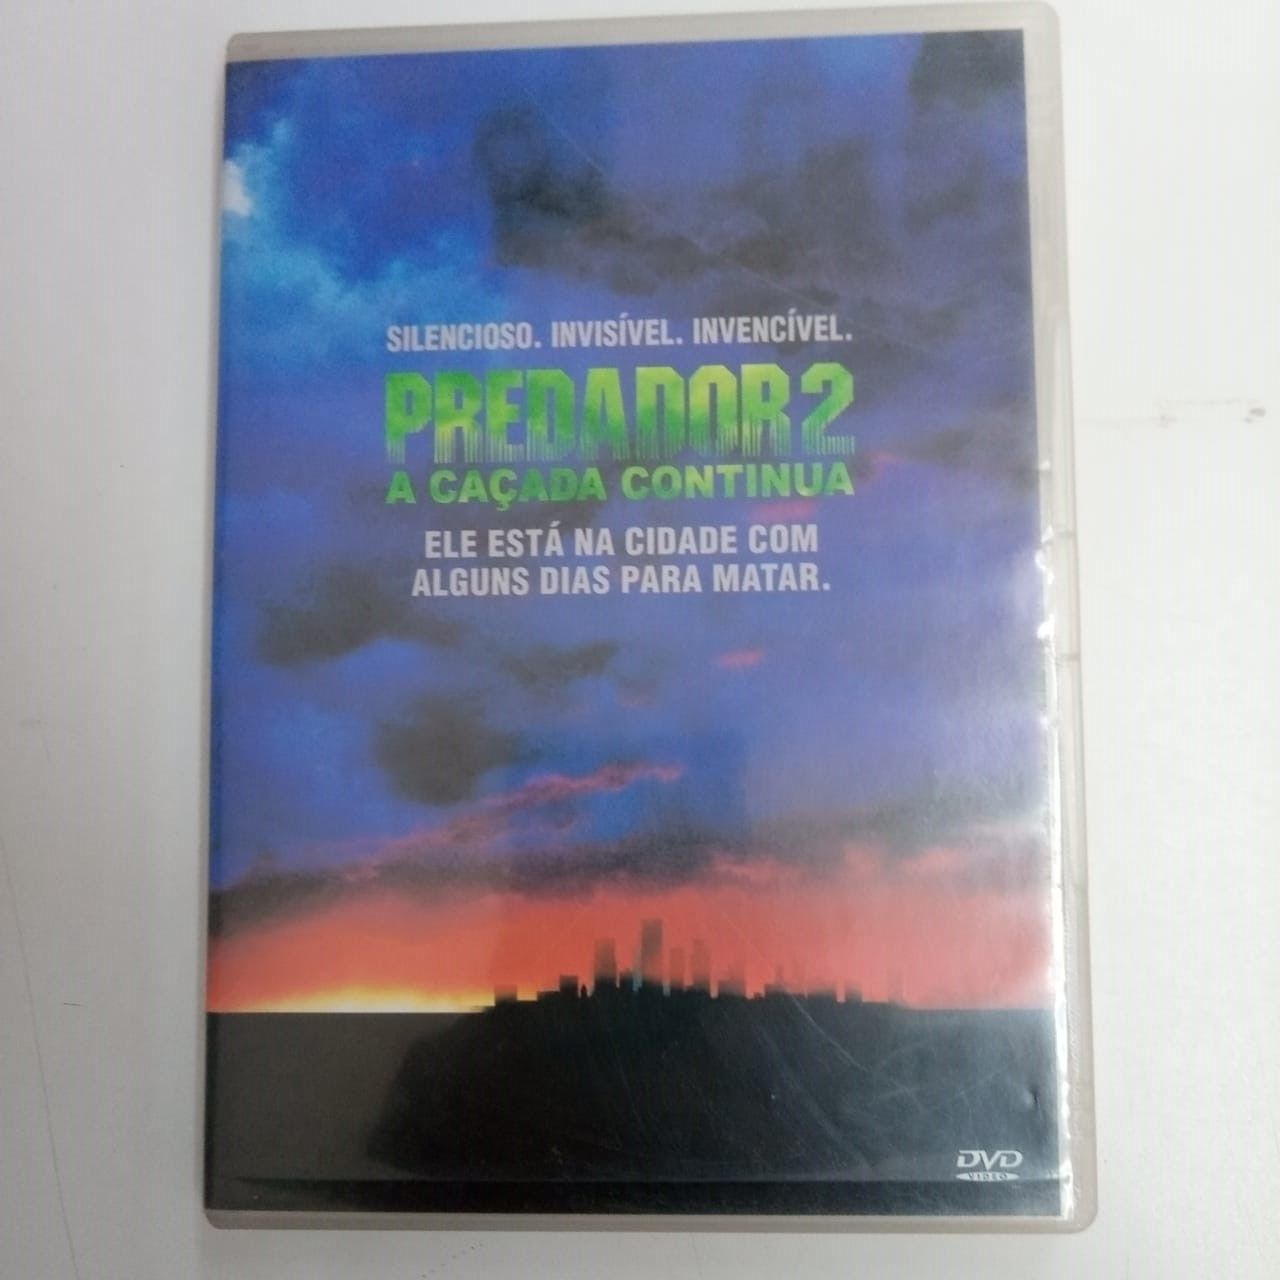 SILENCIOSO. INVISÍVEL. INVENCÍVEL.
PREDADOR 2
A CAÇADA CONTINUA
ELE ESTÁ NA CIDADE COM
ALGUNS DIAS PARA MATAR.
DVD
VIDEO